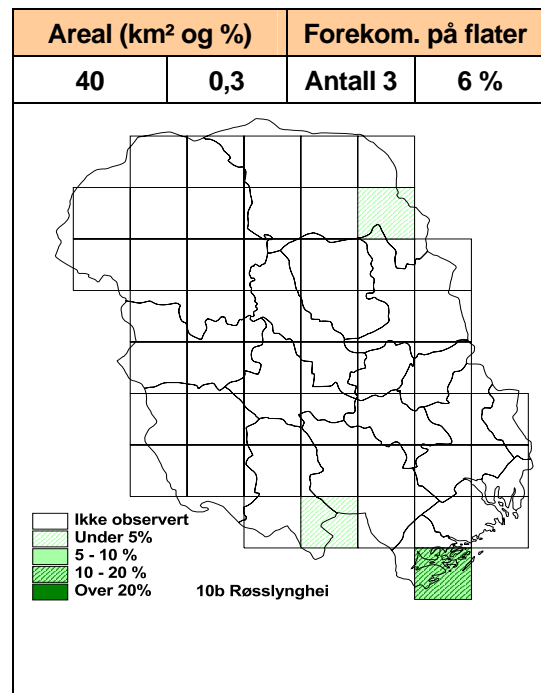 Areal (km² og %) Forekom. på flater
40 0,3 Antall 3 6 %
Ikke observert
Under 5%
5 - 10 %
10 - 20 %
Over 20% 10b Røsslynghei